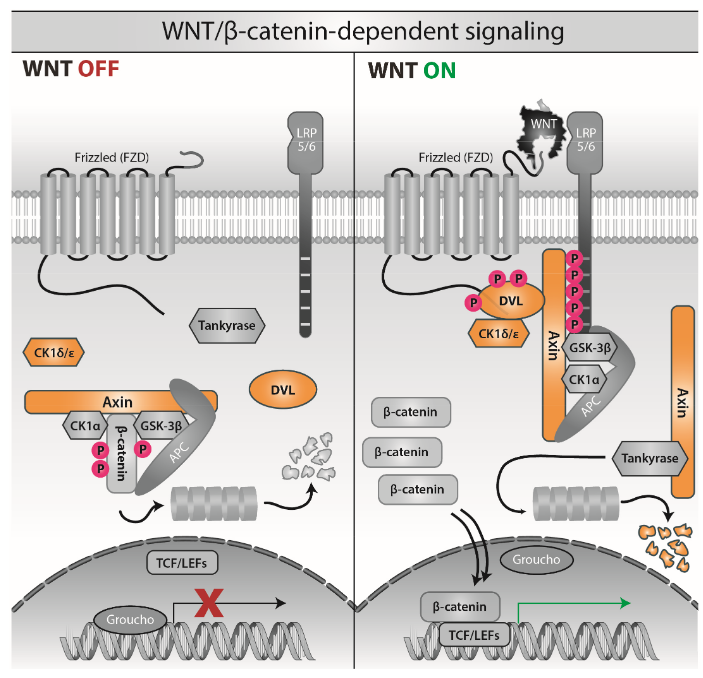 WNT/β-catenin-dependent signaling
WNT OFF
LRP
5/6
Frizzled (FZD)
Tankyrase
CK1δ/ε
DVL
Axin
CK1α
GSK-3β
β-catenin
APC
P
P
P
TCF/LEFs
X
Groucho
WNT ON
WNT
LRP
5/6
Frizzled (FZD)
P
P
P
DVL
CK1δ/ε
Axin
P
P
P
P
P
GSK-3β
CK1α
APC
Axin
β-catenin
β-catenin
β-catenin
Tankyrase
Groucho
β-catenin
TCF/LEFs